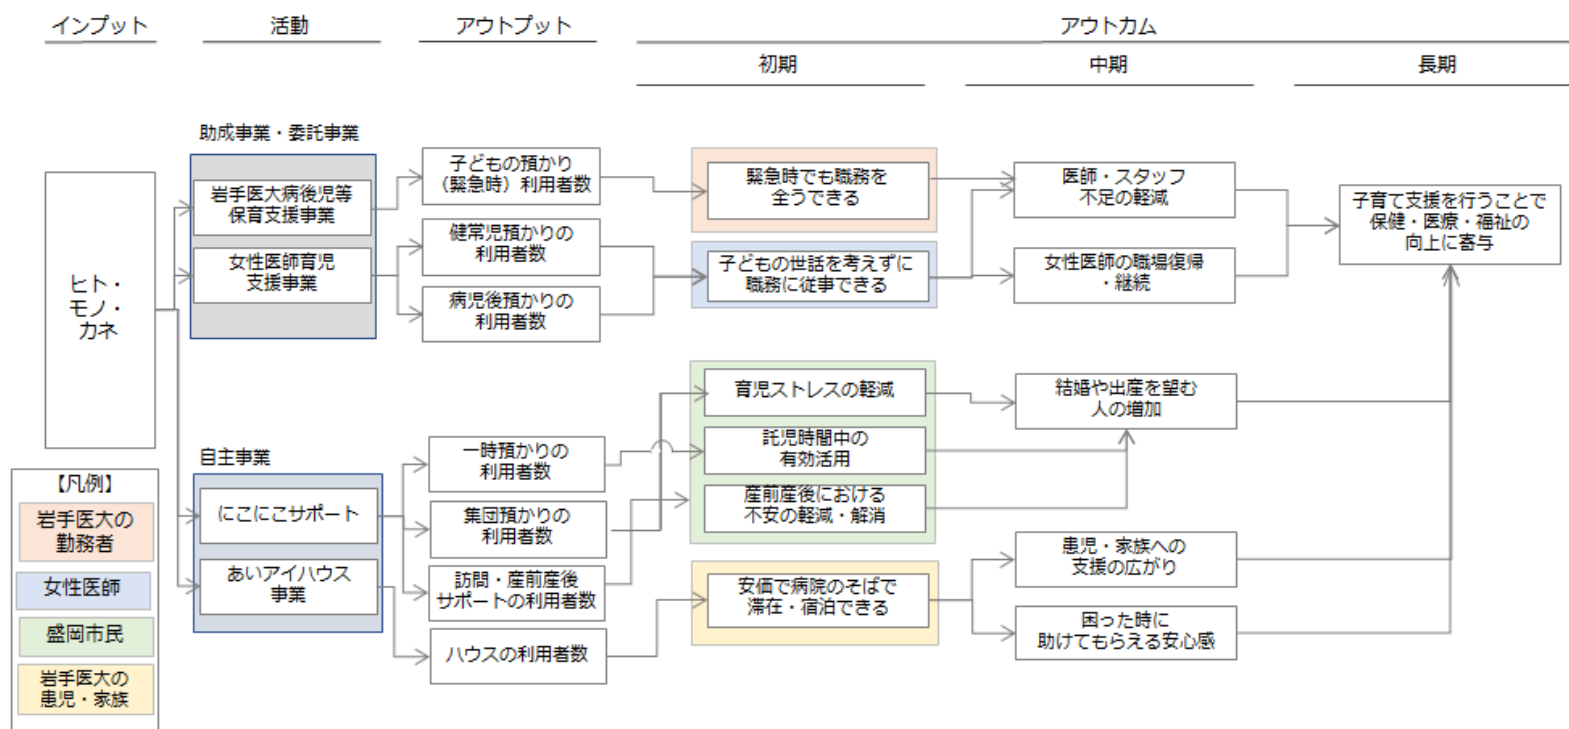 インプット
活動
アウトプット
アウトカム
初期
中期
長期
助成事業・委託事業
ヒト・
モノ・
カネ
岩手医大病後児等
保育支援事業
女性医師育児
支援事業
子どもの預かり
（緊急時）利用者数
健常児預かりの
利用者数
病児後預かりの
利用者数
緊急時でも職務を
全うできる
子どもの世話を考えずに
職務に従事できる
医師・スタッフ
不足の軽減
女性医師の職場復帰
・継続
子育て支援を行うことで
保健・医療・福祉の
向上に寄与
自主事業
にこにこサポート
あいアイハウス
事業
一時預かりの
利用者数
集団預かりの
利用者数
訪問・産前産後
サポートの利用者数
ハウスの利用者数
育児ストレスの軽減
託児時間中の
有効活用
産前産後における
不安の軽減・解消
安価で病院のそばで
滞在・宿泊できる
結婚や出産を望む
人の増加
患児・家族への
支援の広がり
困った時に
助けてもらえる安心感
【凡例】
岩手医大の
勤務者
女性医師
盛岡市民
岩手医大の
患児・家族